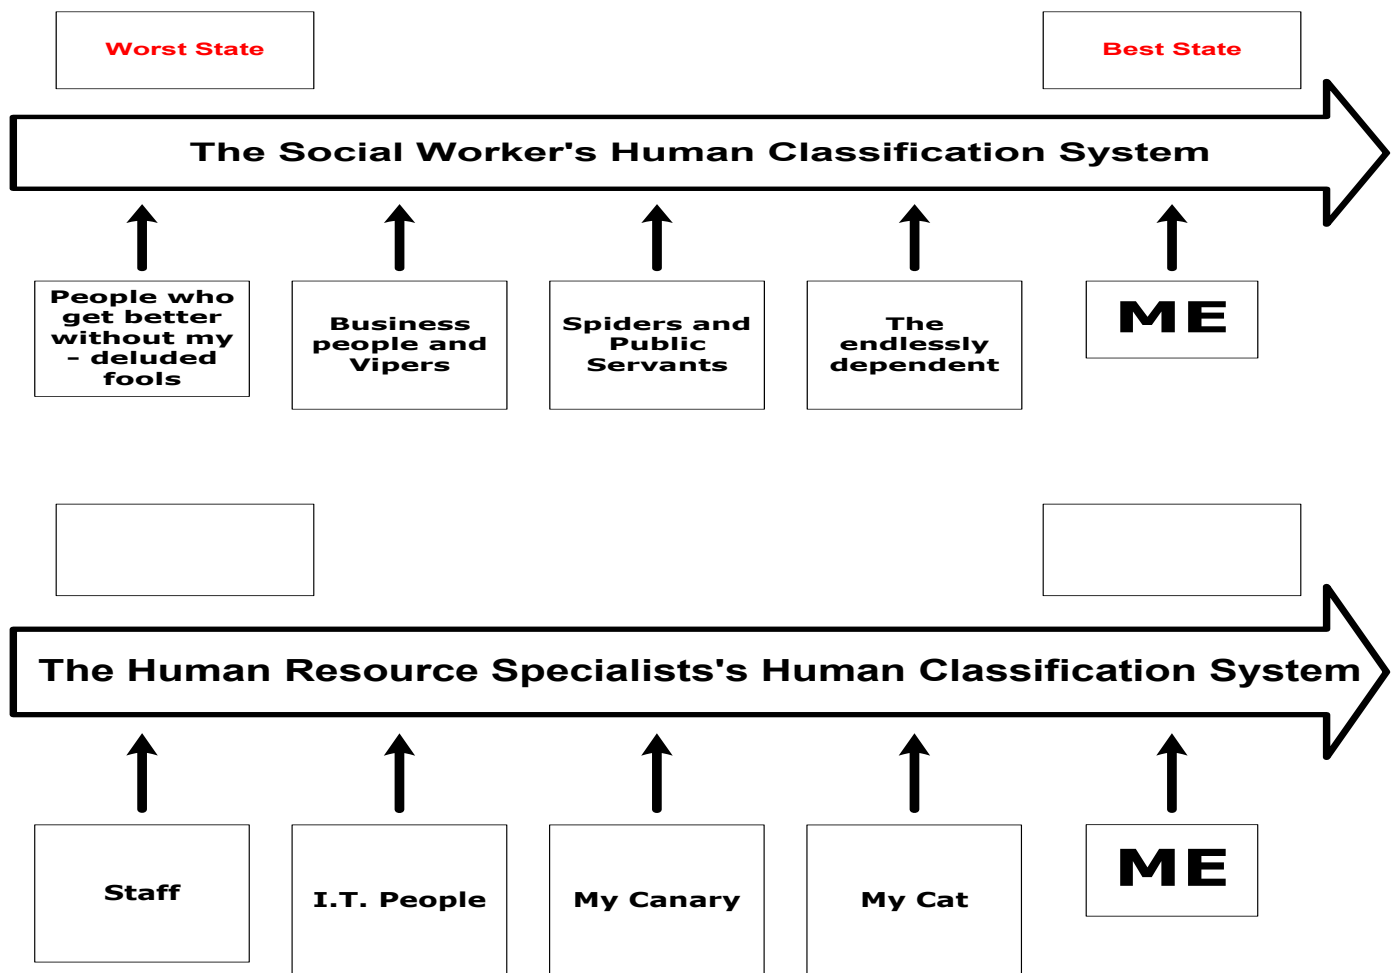 Worst State
Best State
The Social Worker's Human Classification System
People who
get better
without my
– deluded
fools
Business
people and
Vipers
Spiders and
Public
Servants
The
endlessly
dependent
ME
The Human Resource Specialists's Human Classification System
Staff
I.T. People
My Canary
My Cat
ME